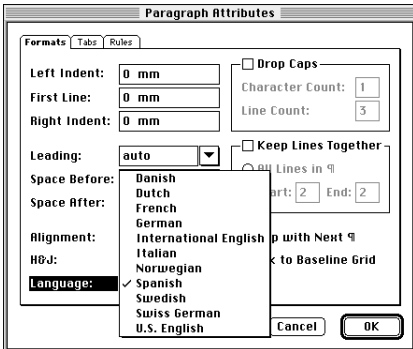 Paragraph Attributes
Formats Tabs Rules
Left Indent: 0 mm
First Line: 0 mm
Right Indent: 0 mm
Leading: auto
Space Before:
Space After:
Alignment:
H&J:
Language:
Danish
Dutch
French
German
International English
Italian
Norwegian
✓ Spanish
Swedish
Swiss German
U.S. English
Drop Caps
Character Count: 1
Line Count: 3
Keep Lines Together
All Lines in ¶
2 End: 2
with Next ¶
to Baseline Grid
Cancel OK